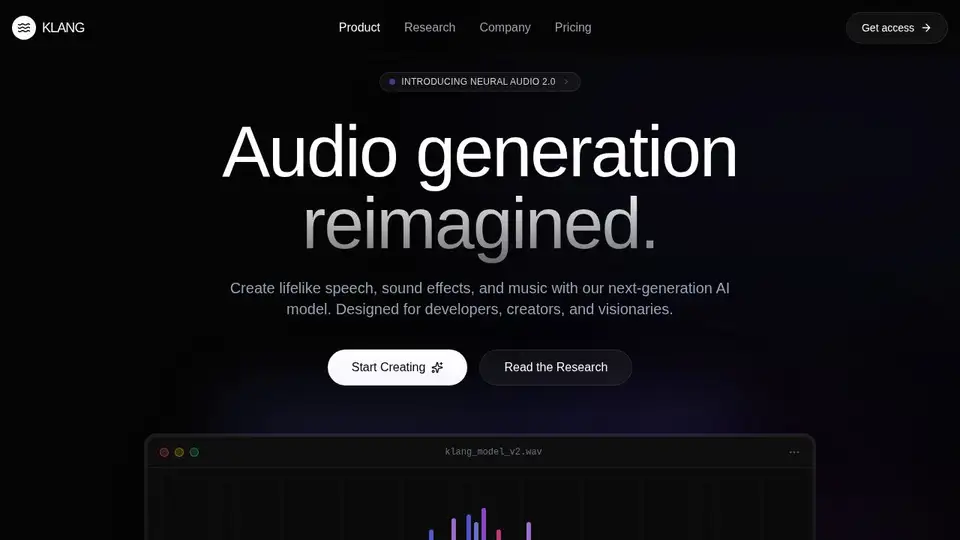 KLANG
Product
Research
Company
Pricing
Get access
INTRODUCING NEURAL AUDIO 2.0
Audio generation
reimagined.
Create lifelike speech, sound effects, and music with our next-generation AI
model. Designed for developers, creators, and visionaries.
Start Creating
Read the Research
klang_model_v2.wav